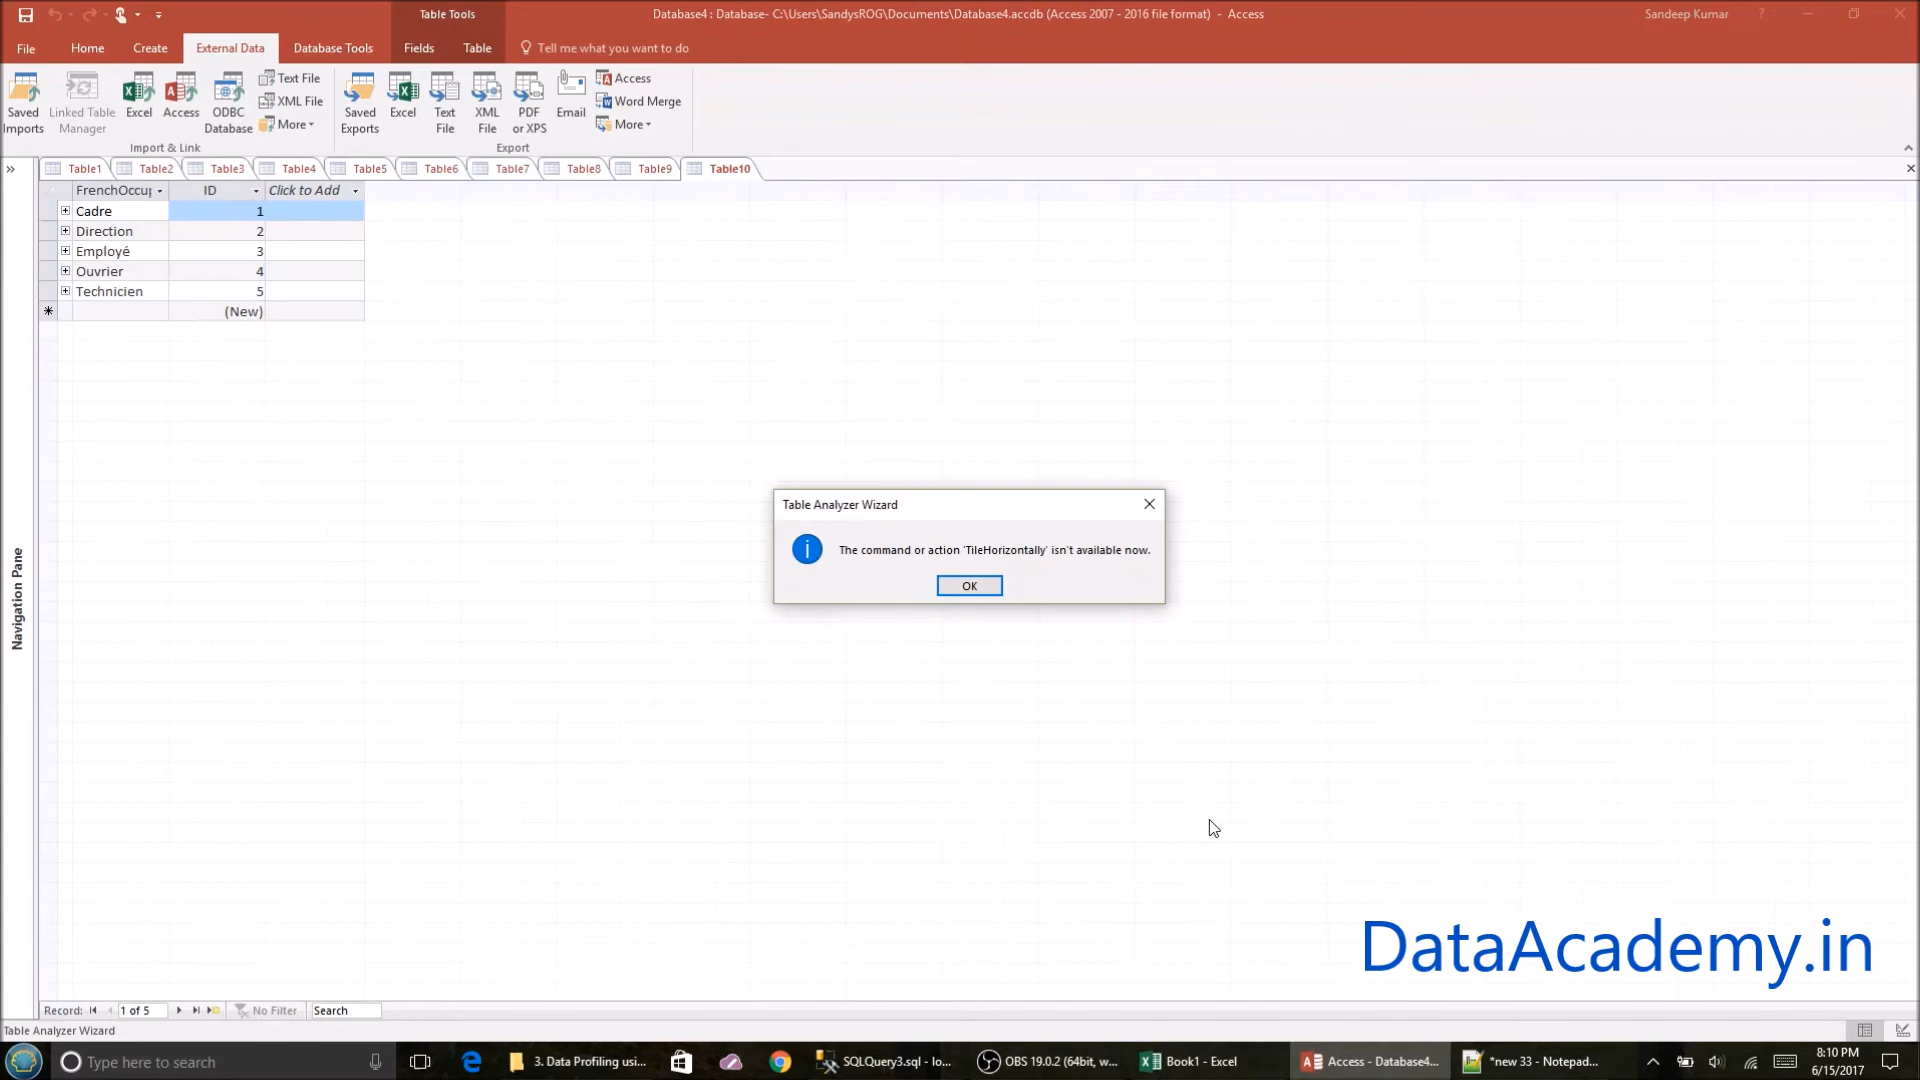 Table Tools
Database4 : Database- C:\Users\SandysROG\Documents\Database4.accdb (Access 2007 - 2016 file format) - Access
Sandeep Kumar
?
File
Home
Create
External Data
Database Tools
Fields
Table
Tell me what you want to do
Saved Imports
Linked Table Manager
Excel
Access
ODBC Database
Text File
XML File
More
Import & Link
Saved Exports
Excel
Text File
XML File
PDF or XPS
Email
Access
Word Merge
More
Export
Table1
Table2
Table3
Table4
Table5
Table6
Table7
Table8
Table9
Table10
FrenchOccup
ID
Click to Add
Cadre 1
Direction 2
Employé 3
Ouvrier 4
Technicien 5
(New)
Navigation Pane
Table Analyzer Wizard
The command or action 'TileHorizontally' isn't available now.
OK
DataAcademy.in
Record:
1 of 5
No Filter
Search
Table Analyzer Wizard
Type here to search
3. Data Profiling usi...
SQLQuery3.sql - lo...
OBS 19.0.2 (64bit, w...
Book1 - Excel
Access - Database4...
*new 33 - Notepad...
8:10 PM
6/15/2017